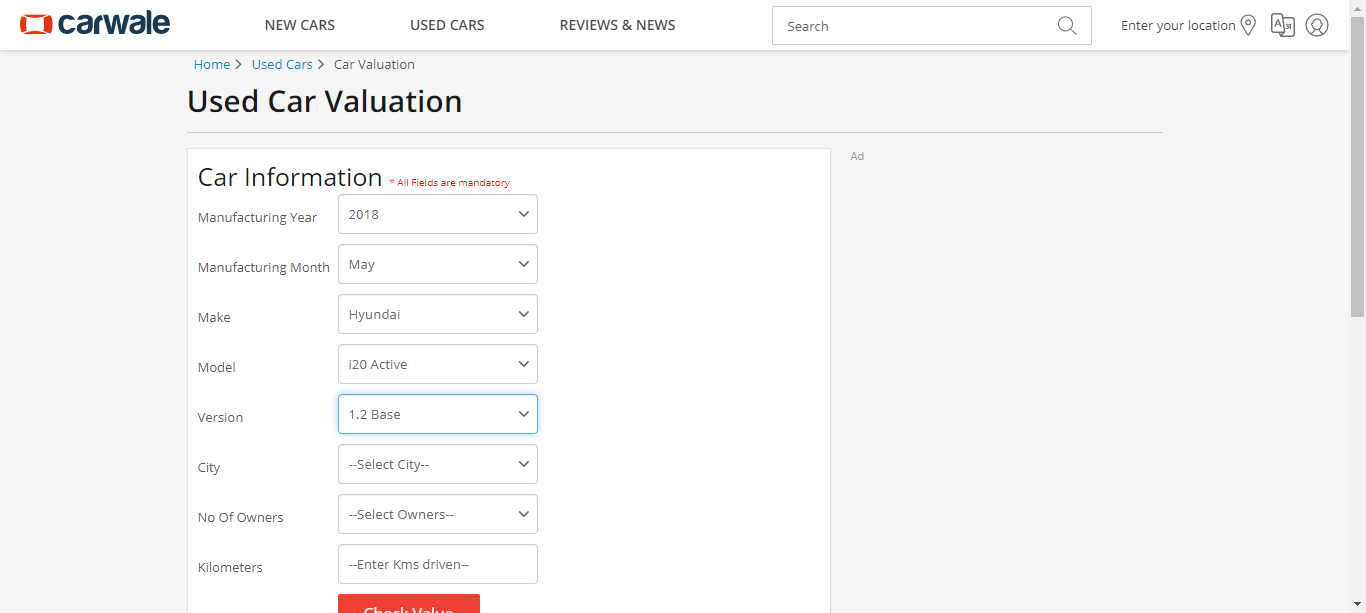 carwale NEW CARS USED CARS REVIEWS & NEWS Search Enter your location
Home > Used Cars > Car Valuation
Used Car Valuation
Ad
Car Information * All Fields are mandatory
Manufacturing Year 2018
Manufacturing Month May
Make Hyundai
Model i20 Active
Version 1.2 Base
City --Select City--
No Of Owners --Select Owners--
Kilometers --Enter Kms driven--
Check Value